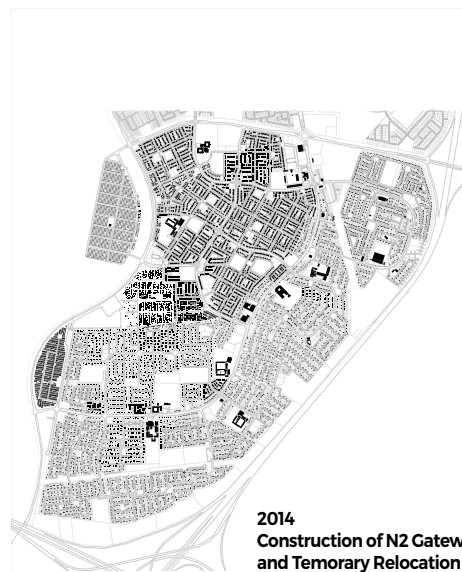 2014
Construction of N2 Gatew
and Temorary Relocation